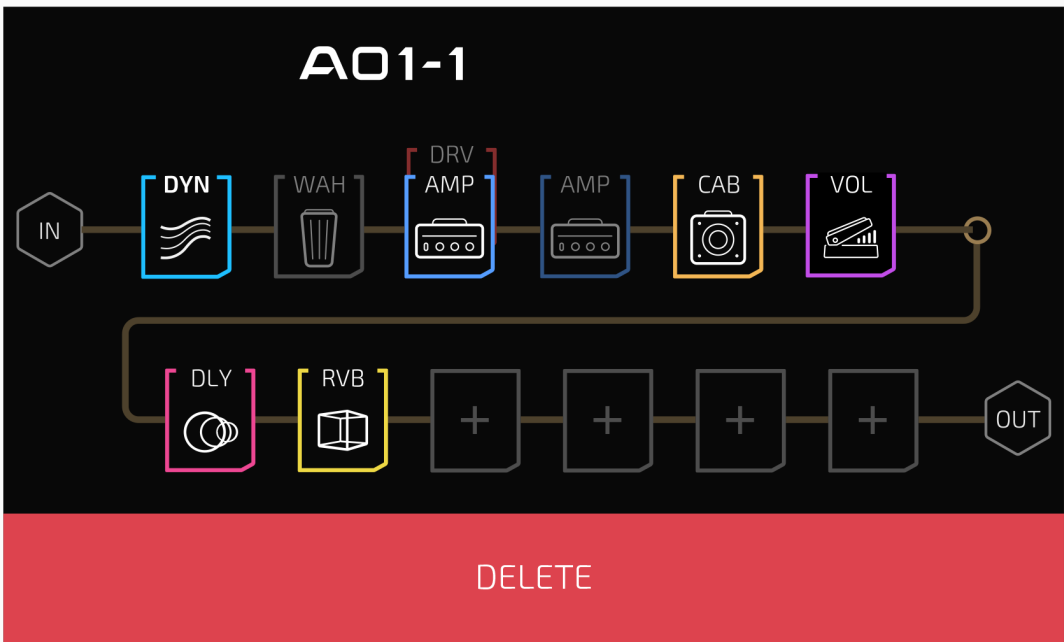 A01-1
DRV
DYN WAH AMP AMP CAB VOL
IN
DLY RVB
+ + + +
OUT
DELETE